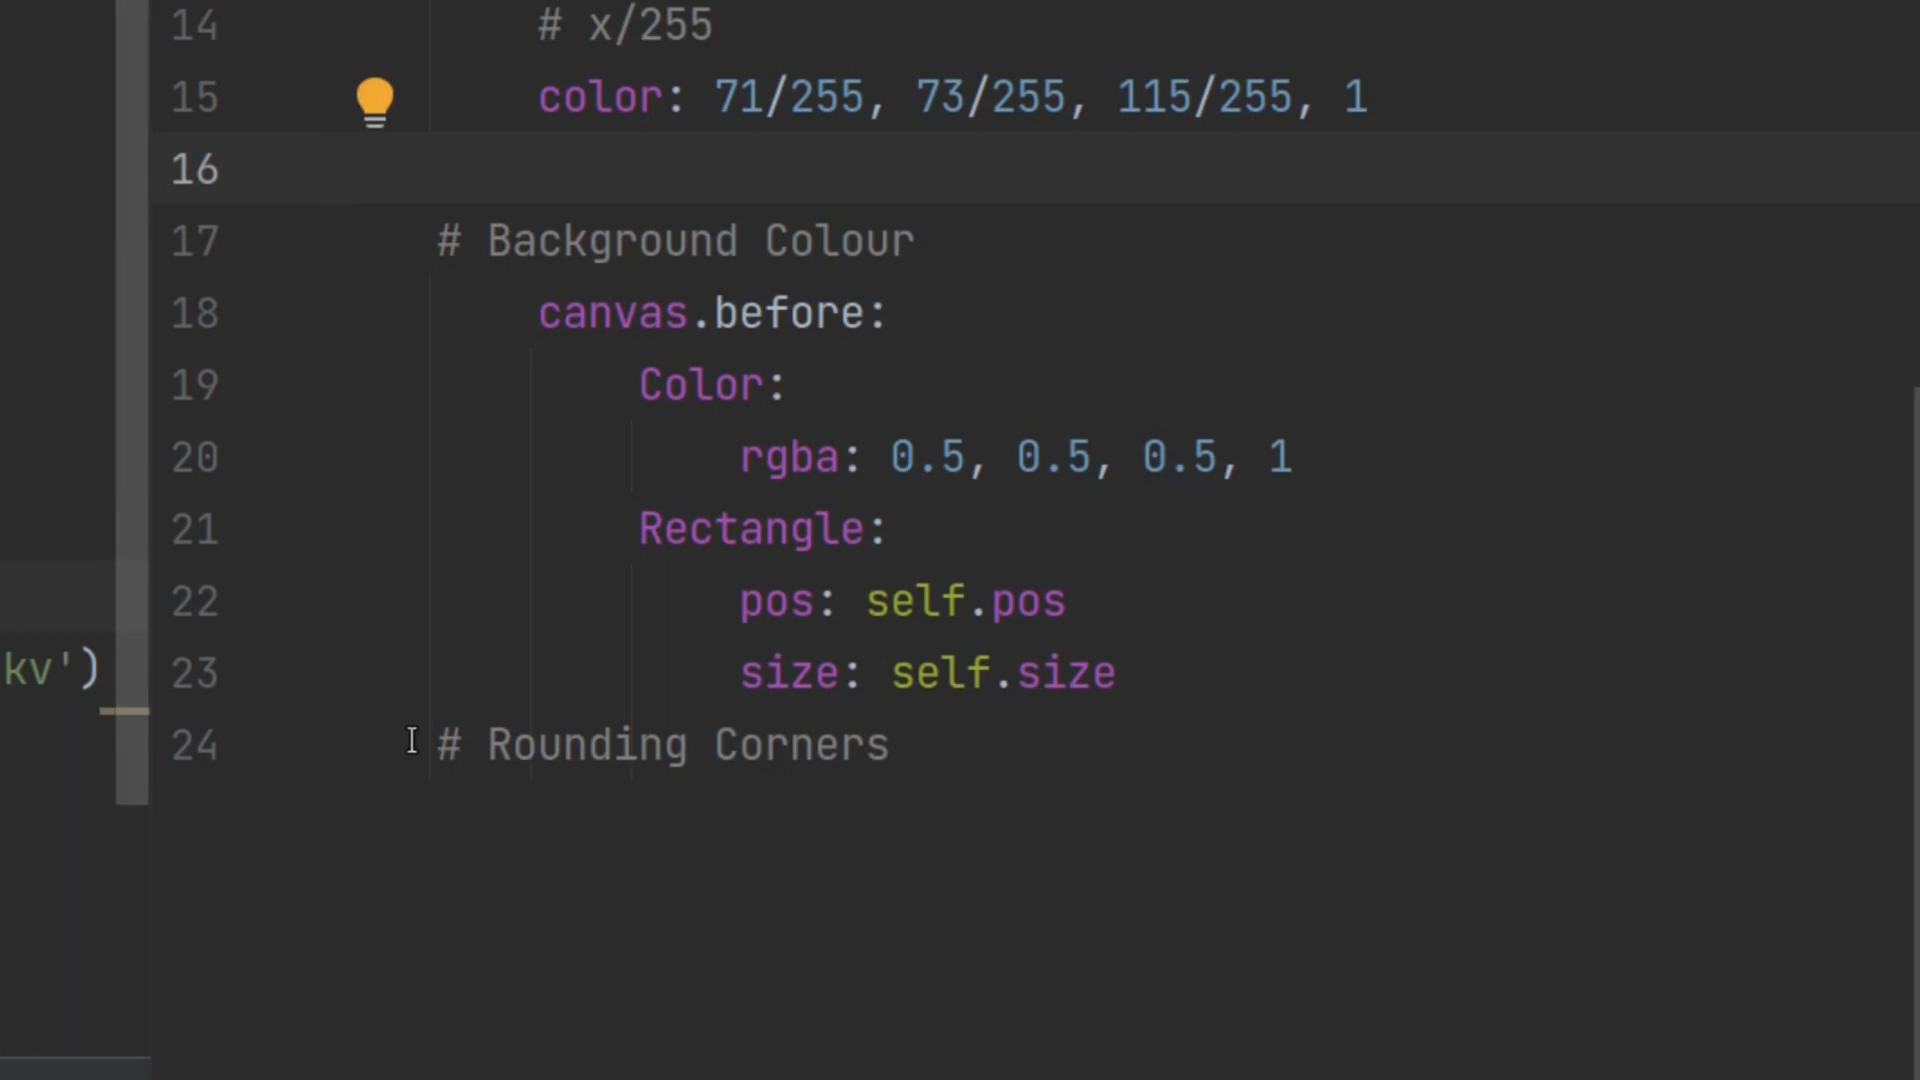 14 # x/255
15 color: 71/255, 73/255, 115/255, 1
16
17 # Background Colour
18 canvas.before:
19 Color:
20 rgba: 0.5, 0.5, 0.5, 1
21 Rectangle:
22 pos: self.pos
kv')
23 size: self.size
24 # Rounding Corners